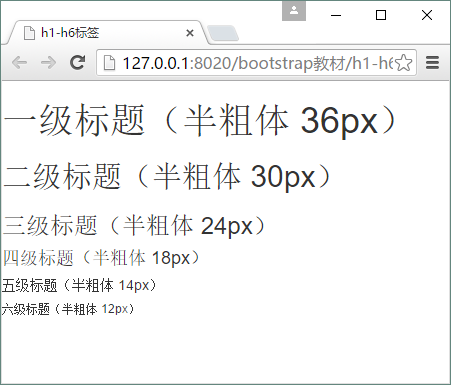 h1-h6标签
127.0.0.1:8020/bootstrap教材/h1-h6
一级标题（半粗体 36px）
二级标题（半粗体 30px）
三级标题（半粗体 24px）
四级标题（半粗体 18px）
五级标题（半粗体 14px）
六级标题（半粗体 12px）